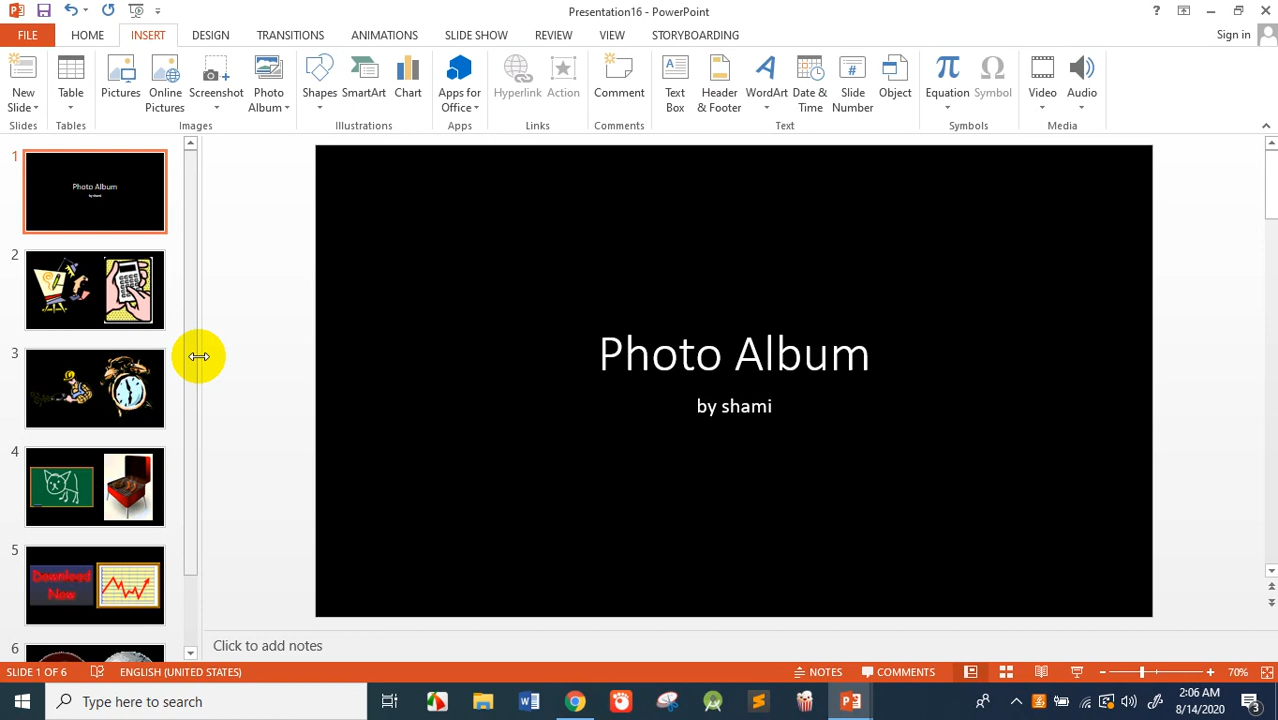 Presentation16 - PowerPoint
?
FILE HOME INSERT DESIGN TRANSITIONS ANIMATIONS SLIDE SHOW REVIEW VIEW STORYBOARDING Sign in
New Slide Table Pictures Online Pictures Screenshot Photo Album Shapes SmartArt Chart Apps for Office Hyperlink Action Comment Text Box Header & Footer WordArt Date & Time Slide Number Object Equation Symbol Video Audio
Slides Tables Images Illustrations Apps Links Comments Text Symbols Media
1
Photo Album
by shami
2
3
4
5
Download
Now
6
Photo Album
by shami
Click to add notes
SLIDE 1 OF 6 ENGLISH (UNITED STATES) NOTES COMMENTS 70%
Type here to search
2:06 AM
8/14/2020
3